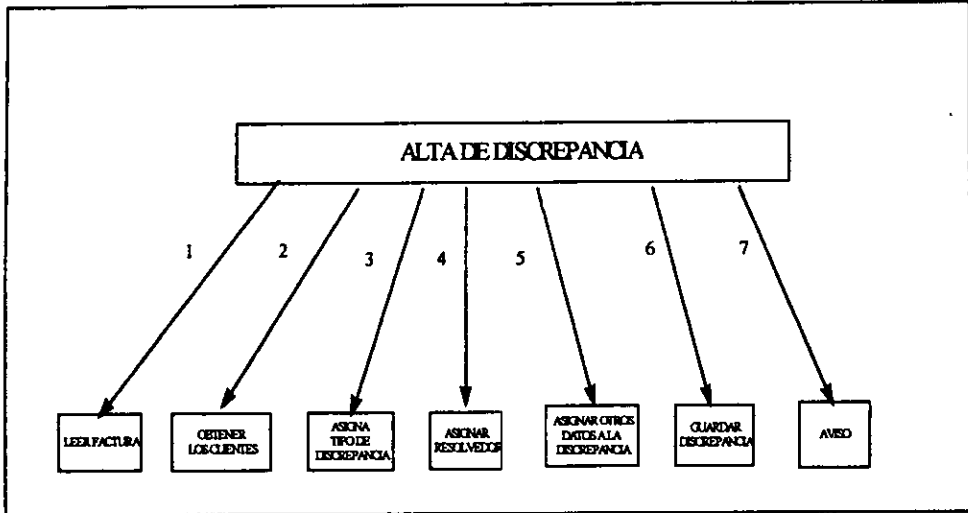 ALTA DE DISCREPANCIA
1
2
3
4
5
6
7
LEER FACTURA
OBTENER
LOS CLIENTES
ASIGNA
TIPO DE
DISCREPANCIA
ASIGNAR
RESOLVEDOR
ASIGNAR OTROS
DATOS A LA
DISCREPANCIA
GUARDAR
DISCREPANCIA
AVISO